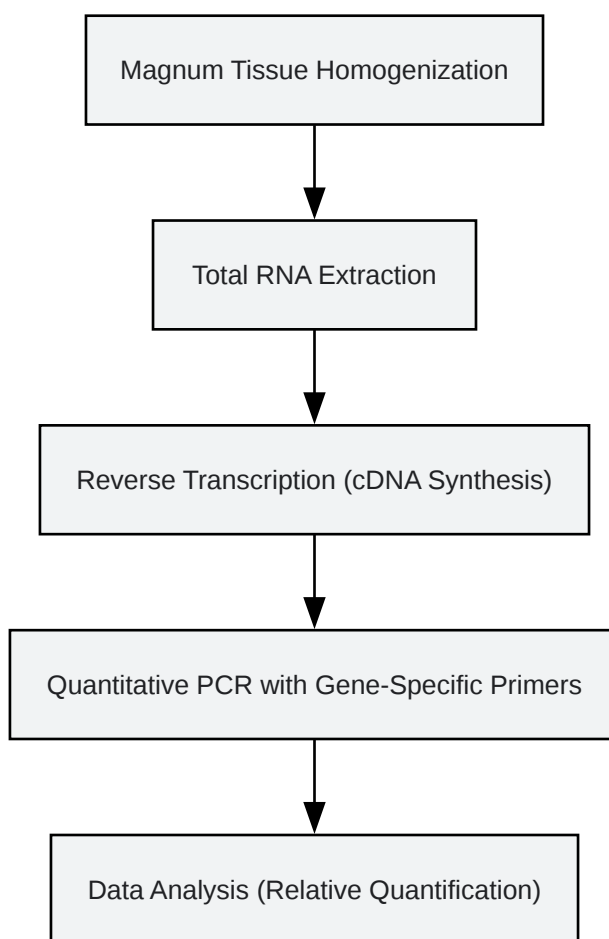 Magnum Tissue Homogenization
Total RNA Extraction
Reverse Transcription (cDNA Synthesis)
Quantitative PCR with Gene-Specific Primers
Data Analysis (Relative Quantification)